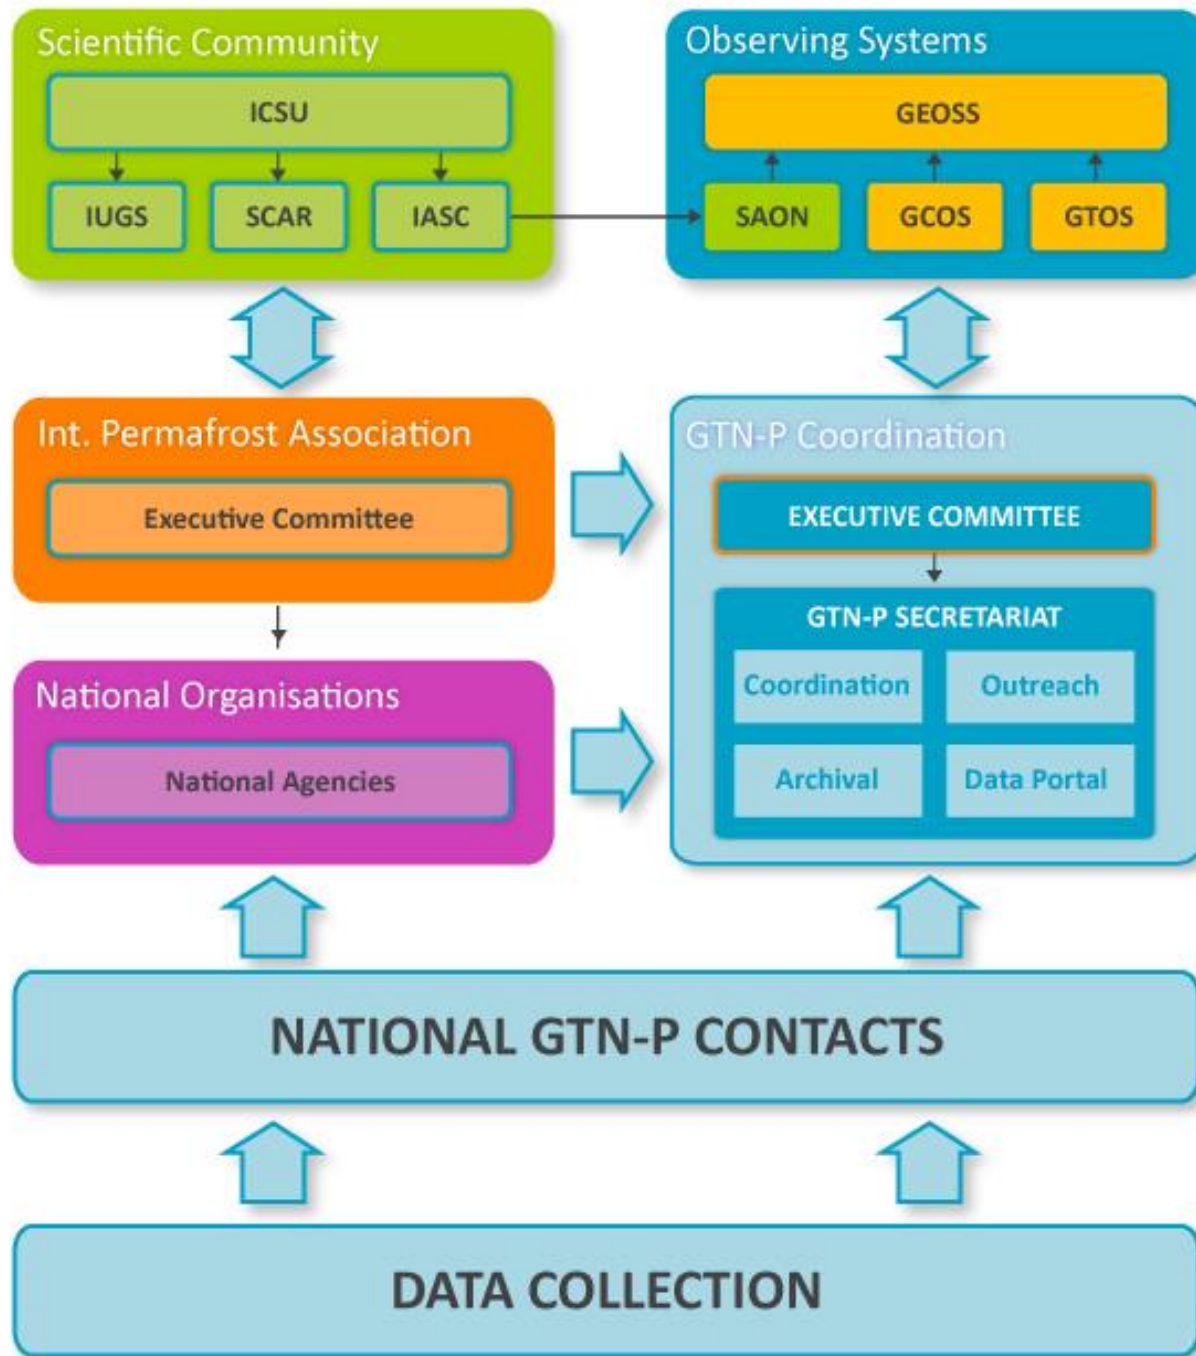 Scientific Community
ICSU
IUGS
SCAR
IASC
Observing Systems
GEOSS
SAON
GCOS
GTOS
Int. Permafrost Association
Executive Committee
GTN-P Coordination
EXECUTIVE COMMITTEE
GTN-P SECRETARIAT
Coordination
Outreach
Archival
Data Portal
National Organisations
National Agencies
NATIONAL GTN-P CONTACTS
DATA COLLECTION